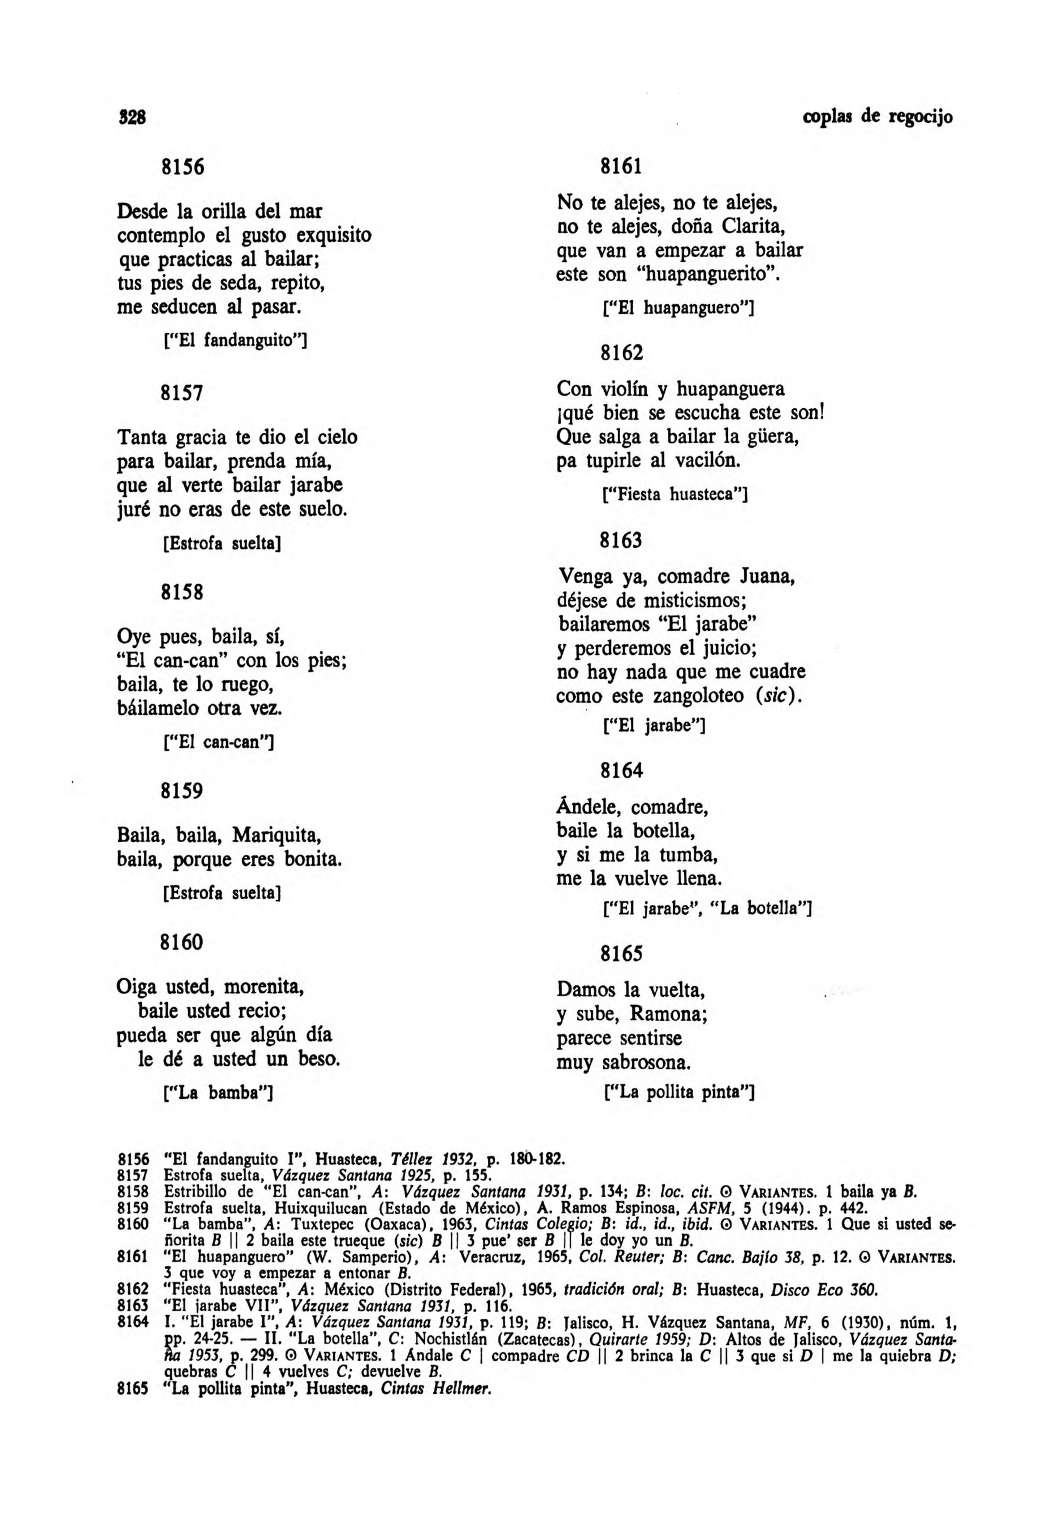 328
coplas de regocijo
8156
Desde la orilla del mar
contemplo el gusto exquisito
que practicas al bailar;
tus pies de seda, repito,
me seducen al pasar.
["El fandanguito"]
8157
Tanta gracia te dio el cielo
para bailar, prenda mía,
que al verte bailar jarabe
juré no eras de este suelo.
[Estrofa suelta]
8158
Oye pues, baila, sí,
“El can-can” con los pies;
baila, te lo ruego,
báilamelo otra vez.
["El can-can"]
8159
Baila, baila, Mariquita,
baila, porque eres bonita.
[Estrofa suelta]
8160
Oiga usted, morenita,
baile usted recio;
pueda ser que algún día
le dé a usted un beso.
["La bamba"]
8161
No te alejes, no te alejes,
no te alejes, doña Clarita,
que van a empezar a bailar
este son “huapanguerito”.
["El huapanguero"]
8162
Con violín y huapanguera
¡qué bien se escucha este son!
Que salga a bailar la güera,
pa tupirle al vacilón.
["Fiesta huasteca"]
8163
Venga ya, comadre Juana,
déjese de misticismos;
bailaremos “El jarabe”
y perderemos el juicio;
no hay nada que me cuadre
como este zangoloteo (sic).
["El jarabe"]
8164
Ándele, comadre,
baile la botella,
y si me la tumba,
me la vuelve llena.
["El jarabe", "La botella"]
8165
Damos la vuelta,
y sube, Ramona;
parece sentirse
muy sabrosona.
["La pollita pinta"]
8156 "El fandanguito I", Huasteca, Téllez 1932, p. 180-182.
8157 Estrofa suelta, Vázquez Santana 1925, p. 155.
8158 Estribillo de "El can-can", A: Vázquez Santana 1931, p. 134; B: loc. cit. ⊙ VARIANTES. 1 baila ya B.
8159 Estrofa suelta, Huixquilucan (Estado de México), A. Ramos Espinosa, ASFM, 5 (1944). p. 442.
8160 "La bamba", A: Tuxtepec (Oaxaca), 1963, Cintas Colegio; B: id., id., ibid. ⊙ VARIANTES. 1 Que si usted se-
ñorita B || 2 baila este trueque (sic) B || 3 pue' ser B || le doy yo un B.
8161 "El huapanguero" (W. Samperio), A: Veracruz, 1965, Col. Reuter; B: Canc. Bajío 38, p. 12. ⊙ VARIANTES.
3 que voy a empezar a entonar B.
8162 "Fiesta huasteca", A: México (Distrito Federal), 1965, tradición oral; B: Huasteca, Disco Eco 360.
8163 "El jarabe VII", Vázquez Santana 1931, p. 116.
8164 I. "El jarabe I", A: Vázquez Santana 1931, p. 119; B: Jalisco, H. Vázquez Santana, MF, 6 (1930), núm. 1,
pp. 24-25. — II. "La botella", C: Nochistlán (Zacatecas), Quirarte 1959; D: Altos de Jalisco, Vázquez Santa-
ña 1953, p. 299. ⊙ VARIANTES. 1 Ándale C | compadre CD || 2 brinca la C || 3 que si D | me la quiebra D;
quebras C || 4 vuelves C; devuelve B.
8165 "La pollita pinta", Huasteca, Cintas Hellmer.